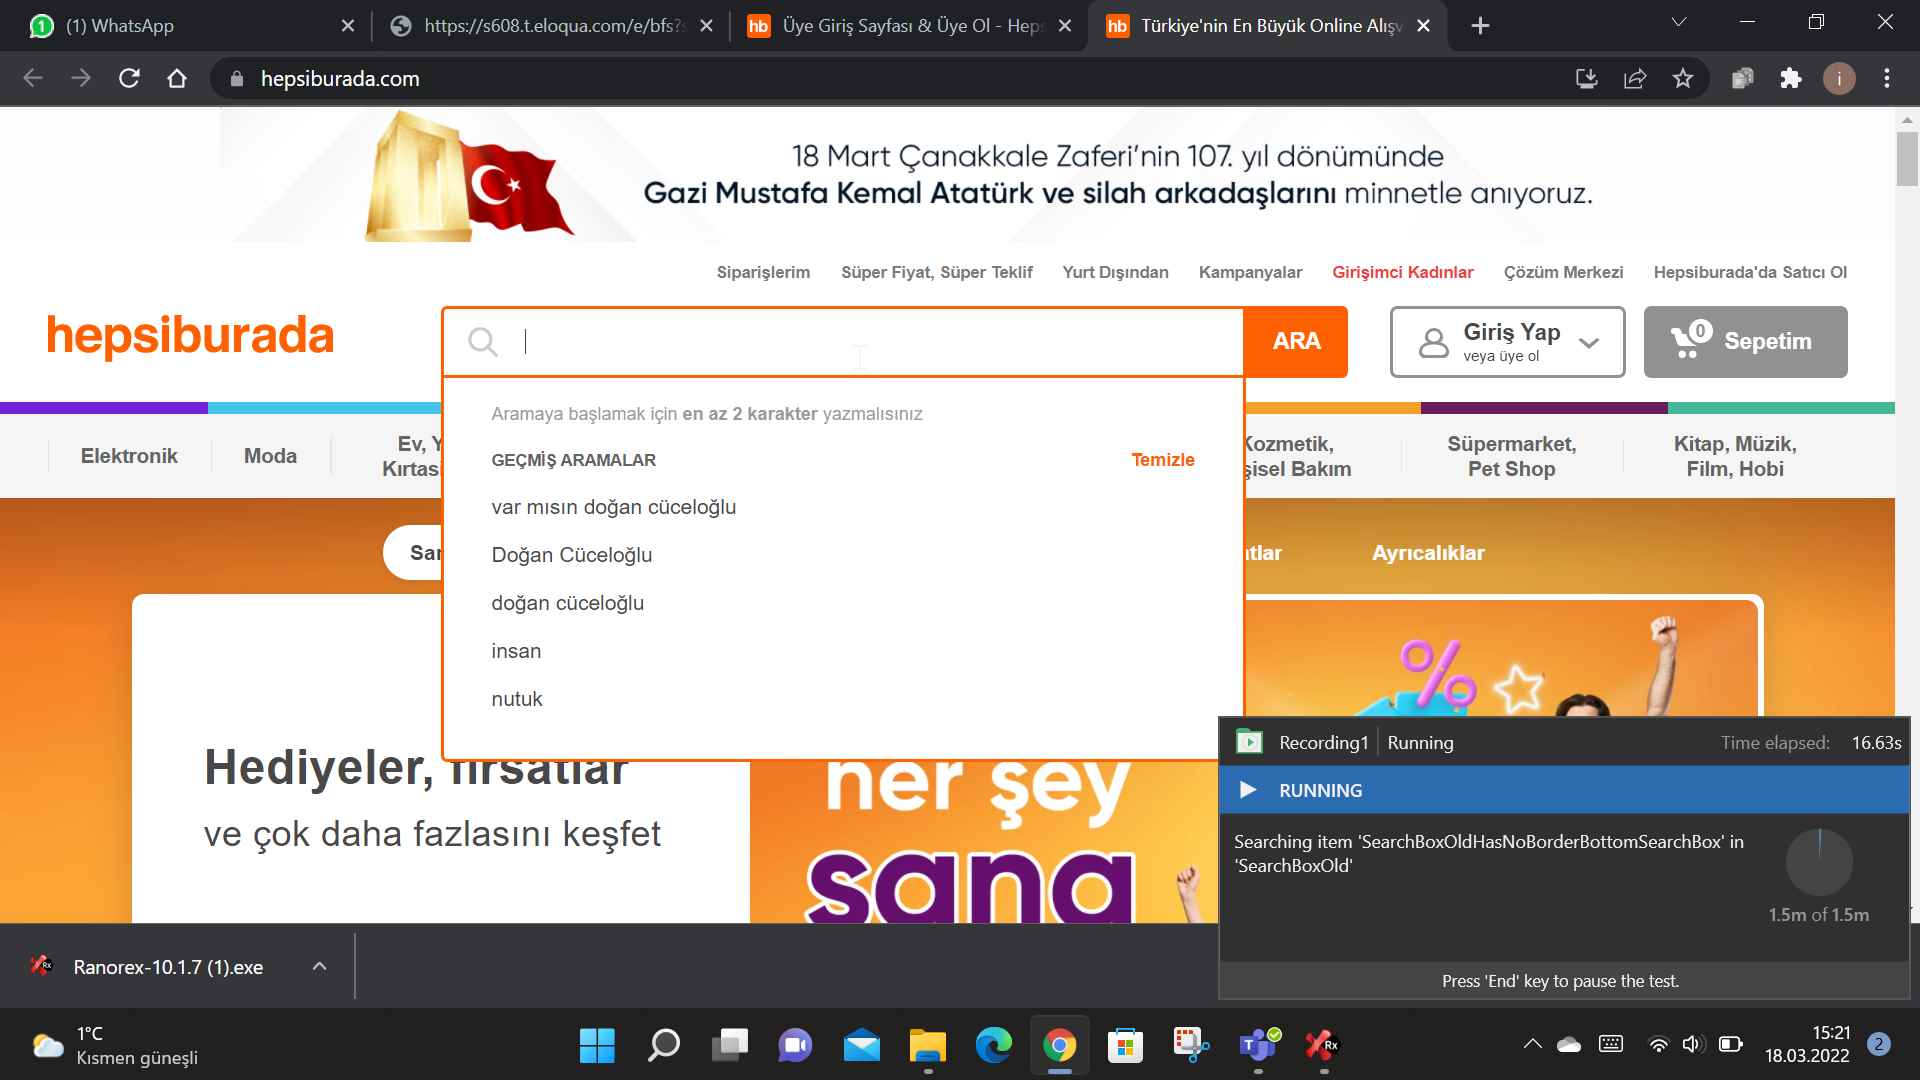 (1) WhatsApp
https://s608.t.eloqua.com/e/bfs?s
hb Üye Giriş Sayfası & Üye Ol - Heps
hb Türkiye'nin En Büyük Online Alışv
hepsiburada.com
i
18 Mart Çanakkale Zaferi'nin 107. yıl dönümünde
Gazi Mustafa Kemal Atatürk ve silah arkadaşlarını minnetle anıyoruz.
Siparişlerim
Süper Fiyat, Süper Teklif
Yurt Dışından
Kampanyalar
Girişimci Kadınlar
Çözüm Merkezi
Hepsiburada'da Satıcı Ol
hepsiburada
ARA
Giriş Yap
veya üye ol
0
Sepetim
Aramaya başlamak için en az 2 karakter yazmalısınız
GEÇMİŞ ARAMALAR
Temizle
var mısın doğan cüceloğlu
Doğan Cüceloğlu
doğan cüceloğlu
insan
nutuk
Elektronik
Moda
Ev, Y
Kırtasi
Kozmetik,
şisel Bakım
Süpermarket,
Pet Shop
Kitap, Müzik,
Film, Hobi
Ayrıcalıklar
Hediyeler, fırsatlar
ve çok daha fazlasını keşfet
her şey
sana
Recording1
Running
Time elapsed:
16.63s
RUNNING
Searching item 'SearchBoxOldHasNoBorderBottomSearchBox' in
'SearchBoxOld'
1.5m of 1.5m
Press 'End' key to pause the test.
Ranorex-10.1.7 (1).exe
1°C
Kısmen güneşli
15:21
18.03.2022
2